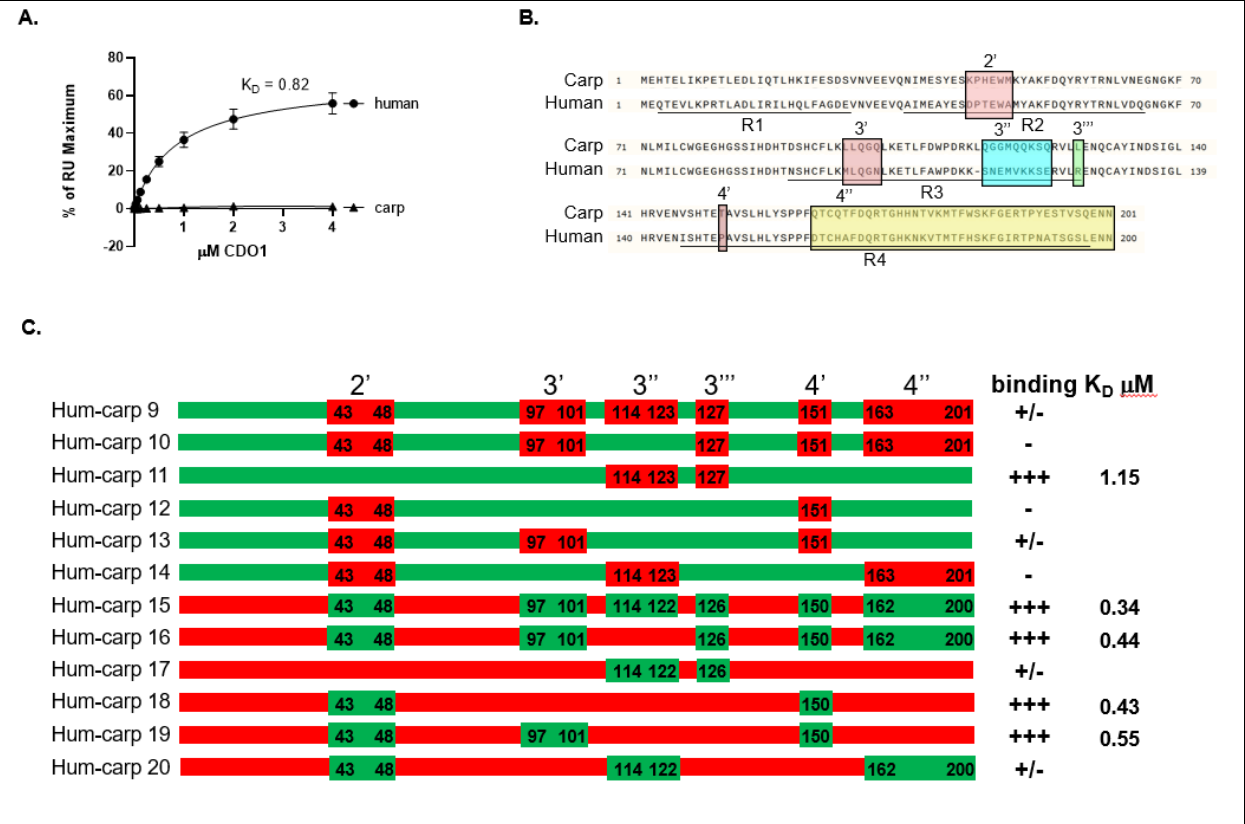 A.
80
60
40
20
0
-20
% of RU Maximum
K_D = 0.82
human
carp
1 2 3 4
µM CDO1
B.
2'
Carp 1 MEHTELIKPETLEDLIQTLHKIFESDSVNVEEVQNIMESYESKPHEWMKYAKFDQYRYTRNLVNEGNGKF 70
Human 1 MEQTEVLKPRTLADLIRILHQLFAGDEVNVEEVQAIMEAYESDPTEWAMYAKFDQYRYTRNLVDQGNGKF 70
R1 R2
3' 3'' 3'''
Carp 71 NLMILCWGEGHGSSIHDHTDSHCFLKLLQGQLKETLFDWPDRKLQGGMQQKSQRVLLENQCAYINDSIGL 140
Human 71 NLMILCWGEGHGSSIHDHTNSHCFLKMLQGNLKETLFAWPDKK-SNEMVKKSERVLRENQCAYINDSIGL 139
R3
4' 4''
Carp 141 HRVENVSHTETAVSLHLYSPPFQTCQTFDQRTGHHNTVKMTFWSKFGERTPYESTVSQENN 201
Human 140 HRVENISHTEPAVSLHLYSPPFDTCHAFDQRTGHKNKVTMTFHSKFGIRTPNATSGSLENN 200
R4
C.
2' 3' 3'' 3''' 4' 4'' binding K_D µM
Hum-carp 9 43 48 97 101 114 123 127 151 163 201 +/-
Hum-carp 10 43 48 97 101 127 151 163 201 -
Hum-carp 11 114 123 127 +++ 1.15
Hum-carp 12 43 48 151 -
Hum-carp 13 43 48 97 101 151 +/-
Hum-carp 14 43 48 114 123 163 201 -
Hum-carp 15 43 48 97 101 114 122 126 150 162 200 +++ 0.34
Hum-carp 16 43 48 97 101 126 150 162 200 +++ 0.44
Hum-carp 17 114 122 126 +/-
Hum-carp 18 43 48 150 +++ 0.43
Hum-carp 19 43 48 97 101 150 +++ 0.55
Hum-carp 20 43 48 114 122 162 200 +/-